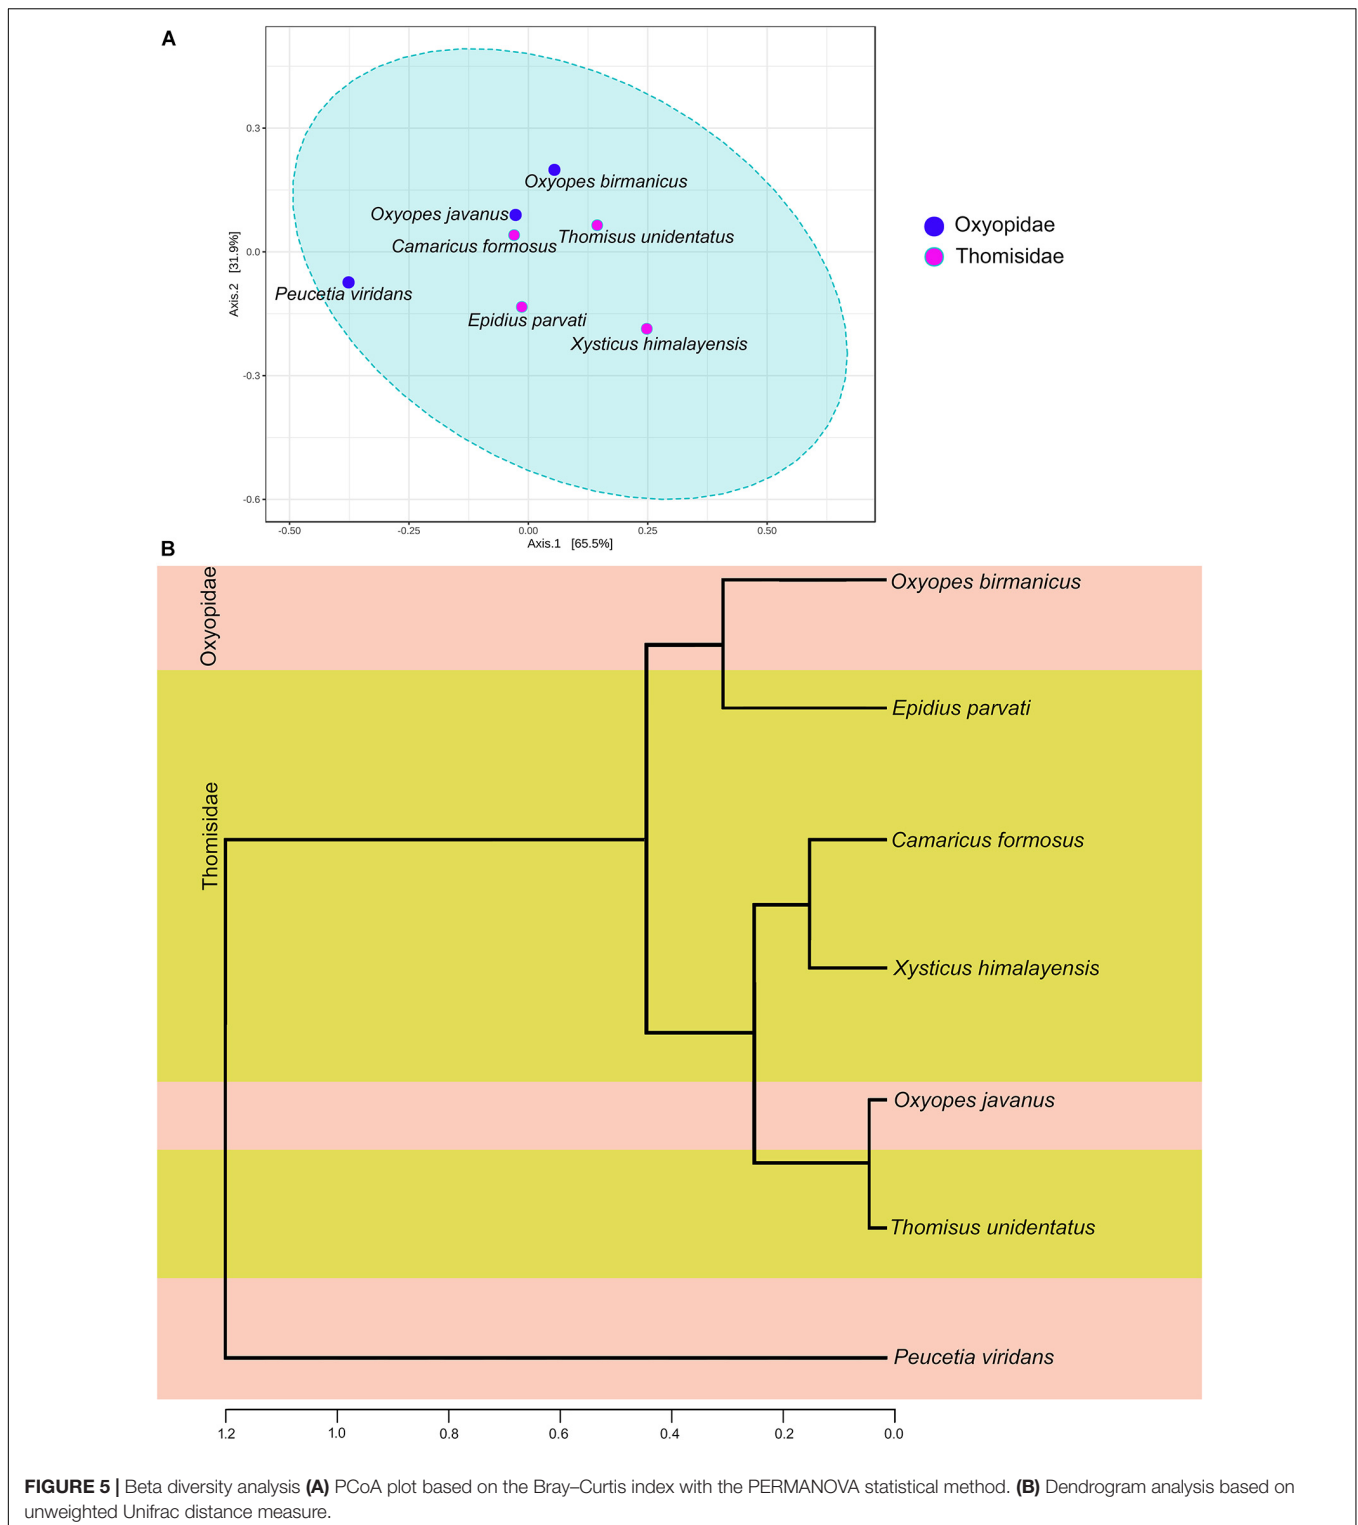 A
0.3
0.0
-0.3
-0.6
Axis.2 [31.9%]
Oxyopes birmanicus
Oxyopes javanus
Camaricus formosus
Thomisus unidentatus
Peucetia viridans
Epidius parvati
Xysticus himalayensis
-0.50 -0.25 0.00 0.25 0.50
Axis.1 [65.5%]
Oxyopidae
Thomisidae
B
Oxyopidae
Thomisidae
Oxyopes birmanicus
Epidius parvati
Camaricus formosus
Xysticus himalayensis
Oxyopes javanus
Thomisus unidentatus
Peucetia viridans
1.2 1.0 0.8 0.6 0.4 0.2 0.0
FIGURE 5 | Beta diversity analysis (A) PCoA plot based on the Bray–Curtis index with the PERMANOVA statistical method. (B) Dendrogram analysis based on
unweighted Unifrac distance measure.